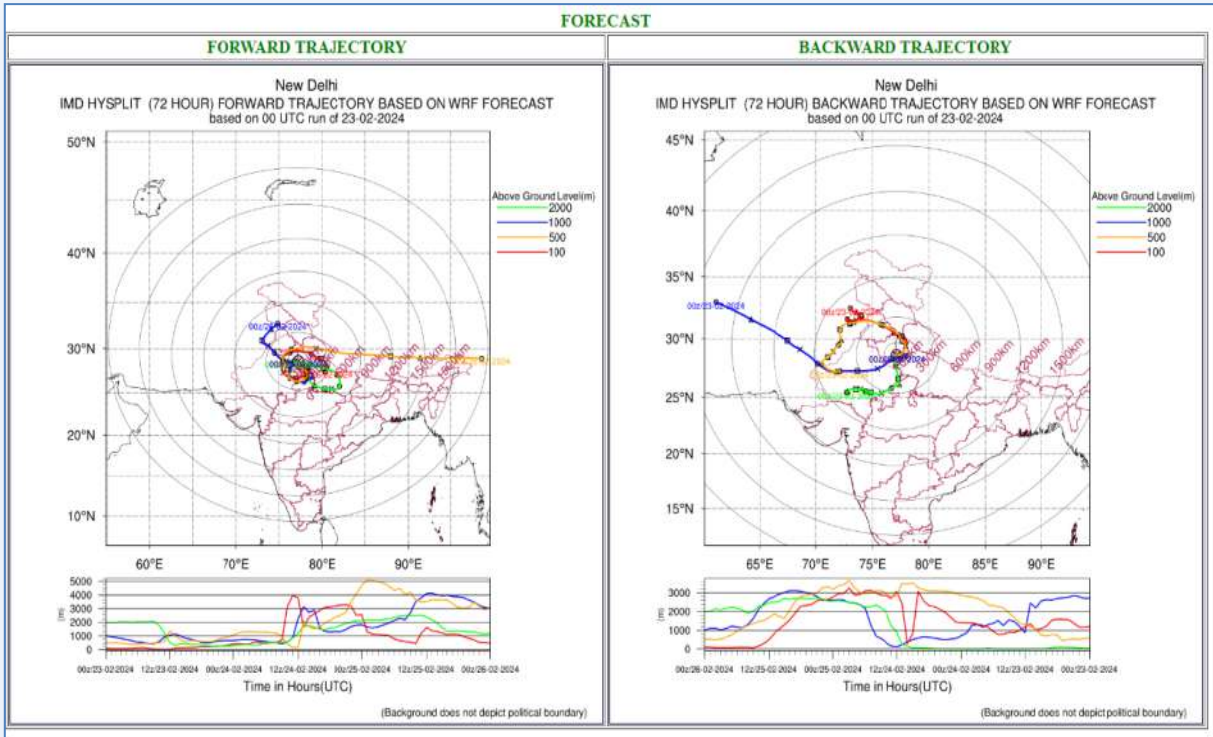 FORECAST
FORWARD TRAJECTORY
BACKWARD TRAJECTORY
New Delhi
IMD HYSPLIT (72 HOUR) FORWARD TRAJECTORY BASED ON WRF FORECAST
based on 00 UTC run of 23-02-2024
50°N
40°N
30°N
20°N
10°N
60°E
70°E
80°E
90°E
Above Ground Level(m)
2000
1000
500
100
5000
4000
3000
2000
1000
0
(m)
00z/23-02-2024 12z/23-02-2024 00z/24-02-2024 12z/24-02-2024 00z/25-02-2024 12z/25-02-2024 00z/26-02-2024
Time in Hours(UTC)
(Background does not depict political boundary)
New Delhi
IMD HYSPLIT (72 HOUR) BACKWARD TRAJECTORY BASED ON WRF FORECAST
based on 00 UTC run of 23-02-2024
45°N
40°N
35°N
30°N
25°N
20°N
15°N
65°E
70°E
75°E
80°E
85°E
90°E
Above Ground Level(m)
2000
1000
500
100
00z/23-02-2024
300km
600km
900km
1200km
1500km
3000
2000
1000
0
(m)
00z/26-02-2024 12z/25-02-2024 00z/25-02-2024 12z/24-02-2024 00z/24-02-2024 12z/23-02-2024 00z/23-02-2024
Time in Hours(UTC)
(Background does not depict political boundary)